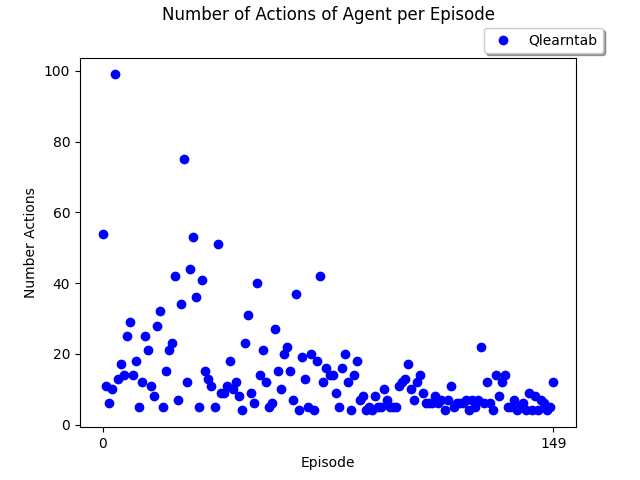 Number of Actions of Agent per Episode
Qlearntab
100
80
60
40
20
0
Number Actions
0
149
Episode